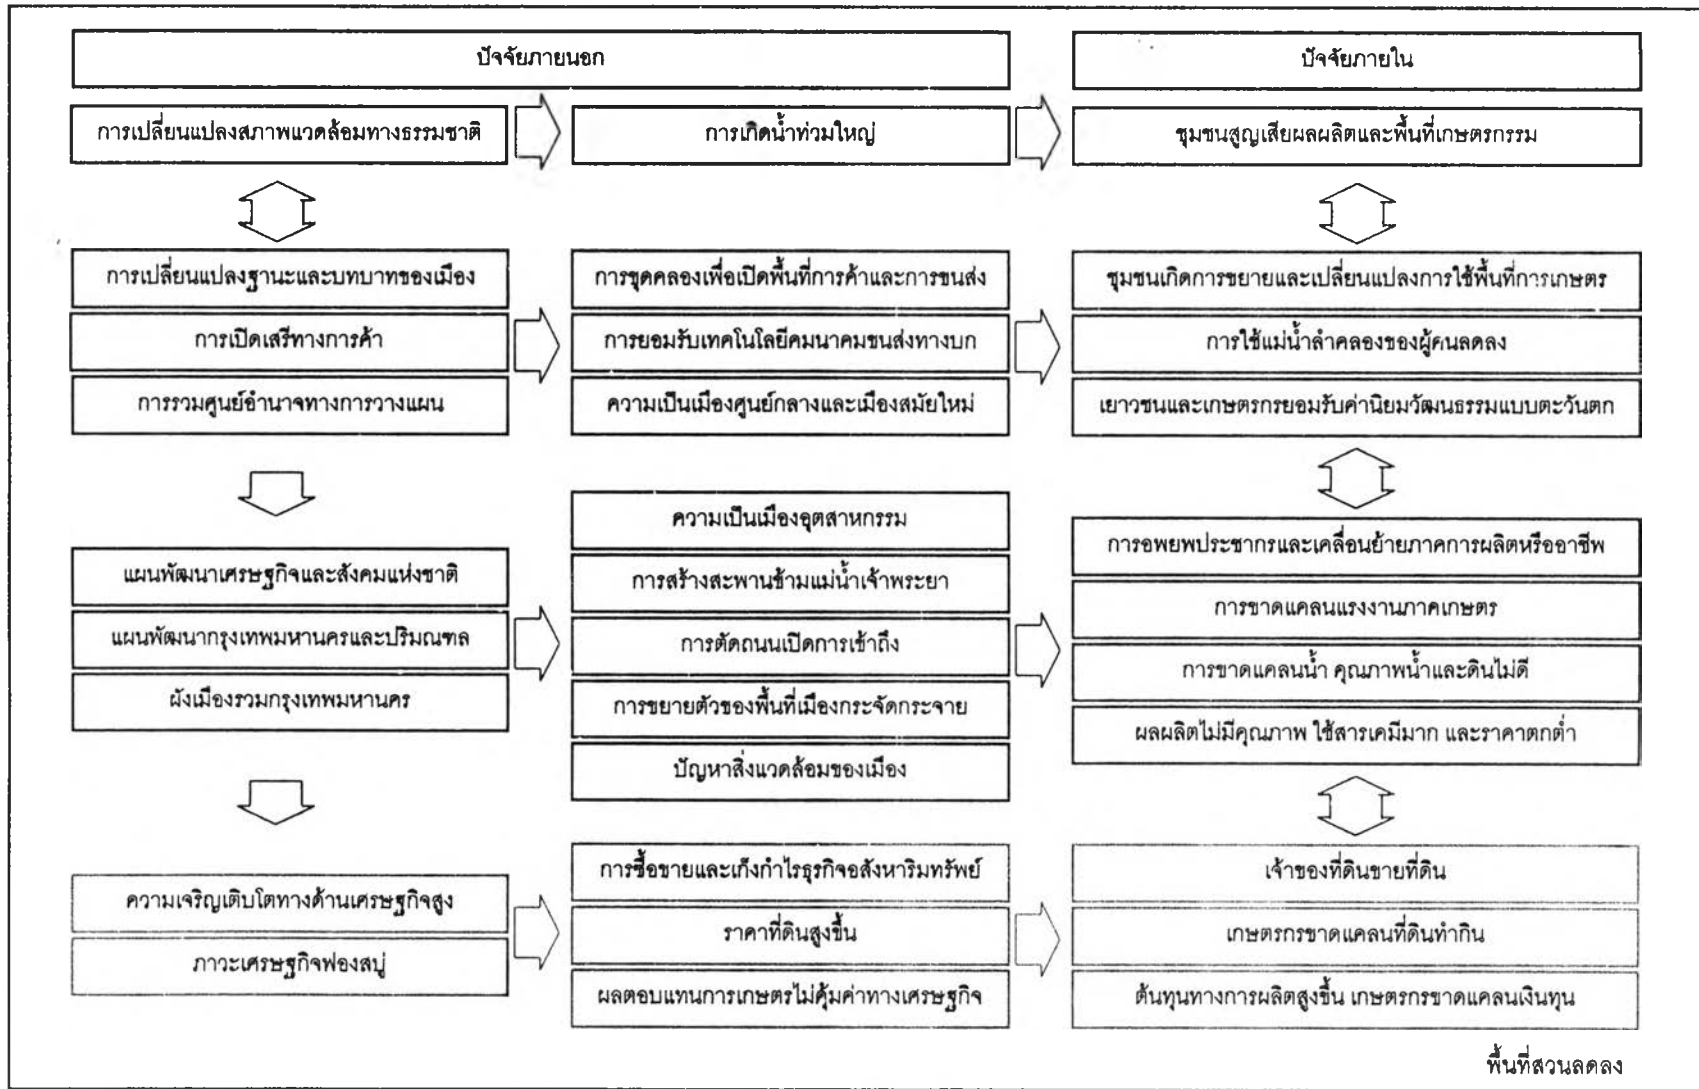 ปัจจัยภายนอก
ปัจจัยภายใน
การเปลี่ยนแปลงสภาพแวดล้อมทางธรรมชาติ
การเกิดน้ำท่วมใหญ่
ชุมชนสูญเสียผลผลิตและพื้นที่เกษตรกรรม
การเปลี่ยนแปลงฐานะและบทบาทของเมือง
การเปิดเสรีทางการค้า
การรวมศูนย์อำนาจทางการวางแผน
การขุดคลองเพื่อเปิดพื้นที่การค้าและการขนส่ง
การยอมรับเทคโนโลยีคมนาคมขนส่งทางบก
ความเป็นเมืองศูนย์กลางและเมืองสมัยใหม่
ชุมชนเกิดการขยายและเปลี่ยนแปลงการใช้พื้นที่การเกษตร
การใช้แม่น้ำลำคลองของผู้คนลดลง
เยาวชนและเกษตรกรยอมรับค่านิยมวัฒนธรรมแบบตะวันตก
แผนพัฒนาเศรษฐกิจและสังคมแห่งชาติ
แผนพัฒนากรุงเทพมหานครและปริมณฑล
ผังเมืองรวมกรุงเทพมหานคร
ความเป็นเมืองอุตสาหกรรม
การสร้างสะพานข้ามแม่น้ำเจ้าพระยา
การตัดถนนเปิดการเข้าถึง
การขยายตัวของพื้นที่เมืองกระจัดกระจาย
ปัญหาสิ่งแวดล้อมของเมือง
การอพยพประชากรและเคลื่อนย้ายภาคการผลิตหรืออาชีพ
การขาดแคลนแรงงานภาคเกษตร
การขาดแคลนน้ำ คุณภาพน้ำและดินไม่ดี
ผลผลิตไม่มีคุณภาพ ใช้สารเคมีมาก และราคาตกต่ำ
ความเจริญเติบโตทางด้านเศรษฐกิจสูง
ภาวะเศรษฐกิจฟองสบู่
การซื้อขายและเก็งกำไรธุรกิจอสังหาริมทรัพย์
ราคาที่ดินสูงขึ้น
ผลตอบแทนการเกษตรไม่คุ้มค่าทางเศรษฐกิจ
เจ้าของที่ดินขายที่ดิน
เกษตรกรขาดแคลนที่ดินทำกิน
ต้นทุนทางการผลิตสูงขึ้น เกษตรกรขาดแคลนเงินทุน
พื้นที่สวนลดลง